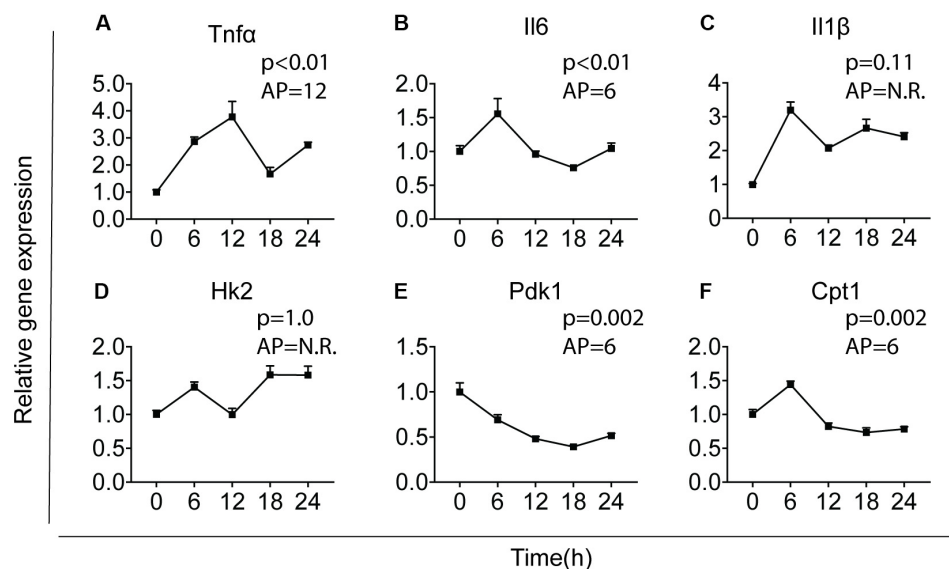 A
Tnfα
p<0.01
AP=12
5.0
4.0
3.0
2.0
1.0
0.0
0 6 12 18 24
B
Il6
p<0.01
AP=6
2.0
1.5
1.0
0.5
0.0
0 6 12 18 24
C
Il1β
p=0.11
AP=N.R.
4
3
2
1
0
0 6 12 18 24
D
Hk2
p=1.0
AP=N.R.
2.0
1.5
1.0
0.5
0.0
0 6 12 18 24
E
Pdk1
p=0.002
AP=6
1.5
1.0
0.5
0.0
0 6 12 18 24
F
Cpt1
p=0.002
AP=6
2.0
1.5
1.0
0.5
0.0
0 6 12 18 24
Relative gene expression
Time(h)